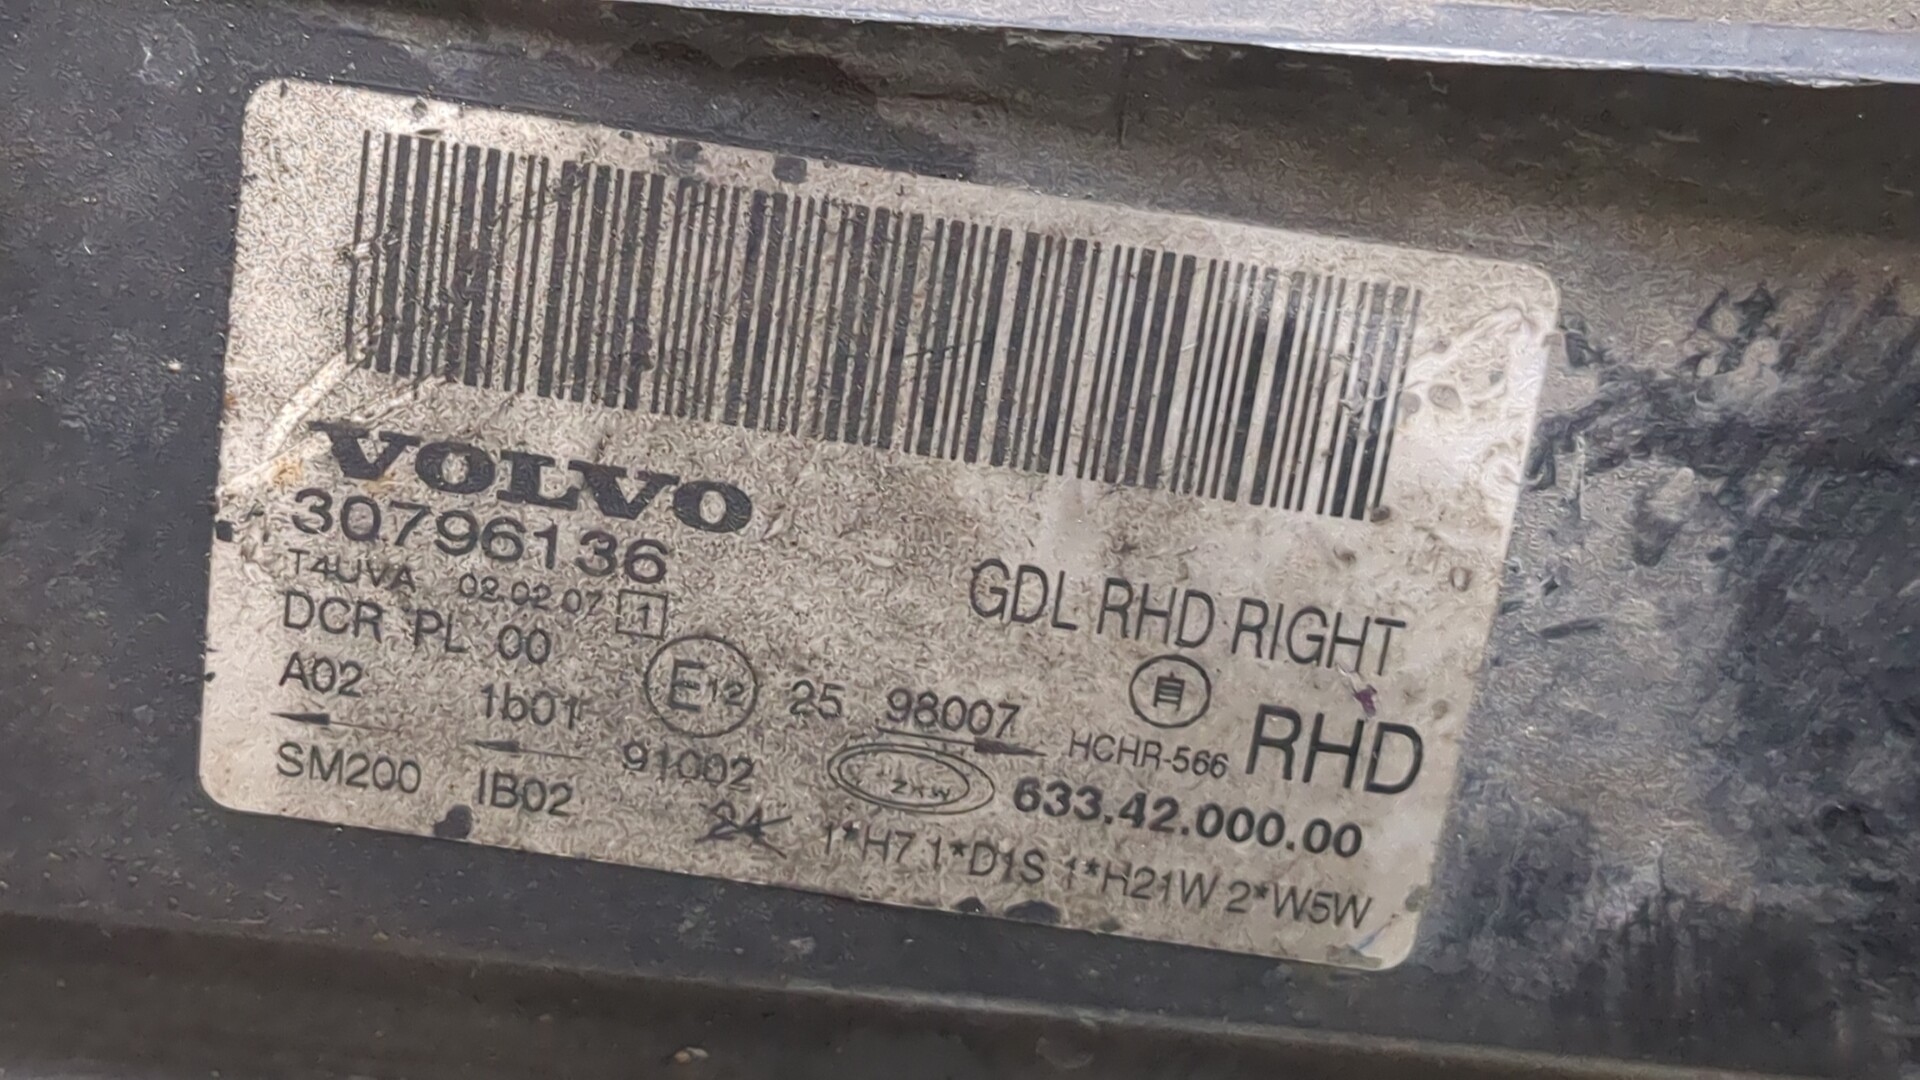 VOLVO
30796136
T4UVA 02.02.07 1
GDL RHD RIGHT
DCR PL 00
A02 1b01 E12 25 98007 自 RHD
SM200 IB02 91002 ZKW HCHR-566
633.42.000.00
24 1*H7 1*D1S 1*H21W 2*W5W